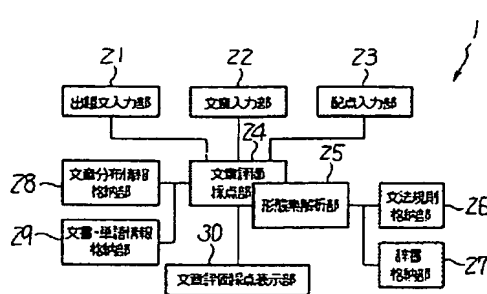 1
21
22
23
出題文入力部
文章入力部
配点入力部
24
25
28
文章分布情報
格納部
文章評価
採点部
形態素解析部
文法規則
格納部
26
29
文書・単語情報
格納部
30
辞書
格納部
27
文章評価採点表示部